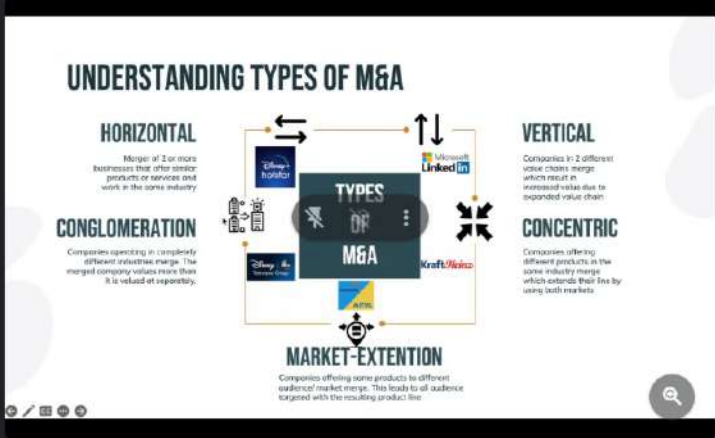 UNDERSTANDING TYPES OF M&A
HORIZONTAL
Merger of 2 or more
businesses that offer similar
products or services and
work in the same industry
VERTICAL
Companies in 2 different
value chains merge
which result in
increased value due to
expanded value chain
CONGLOMERATION
Companies operating in completely
different industries merge. The
merged company values more than
it is valued at separately.
CONCENTRIC
Companies offering
different products in the
same industry merge
which extends their line by
using both markets
Disney+
hotstar
Microsoft
LinkedIn
TYPES
OF
M&A
Disney
KraftHeinz
MARKET-EXTENTION
Companies offering same products to different
audience/ market merge. This leads to all audience
targeted with the resulting product line